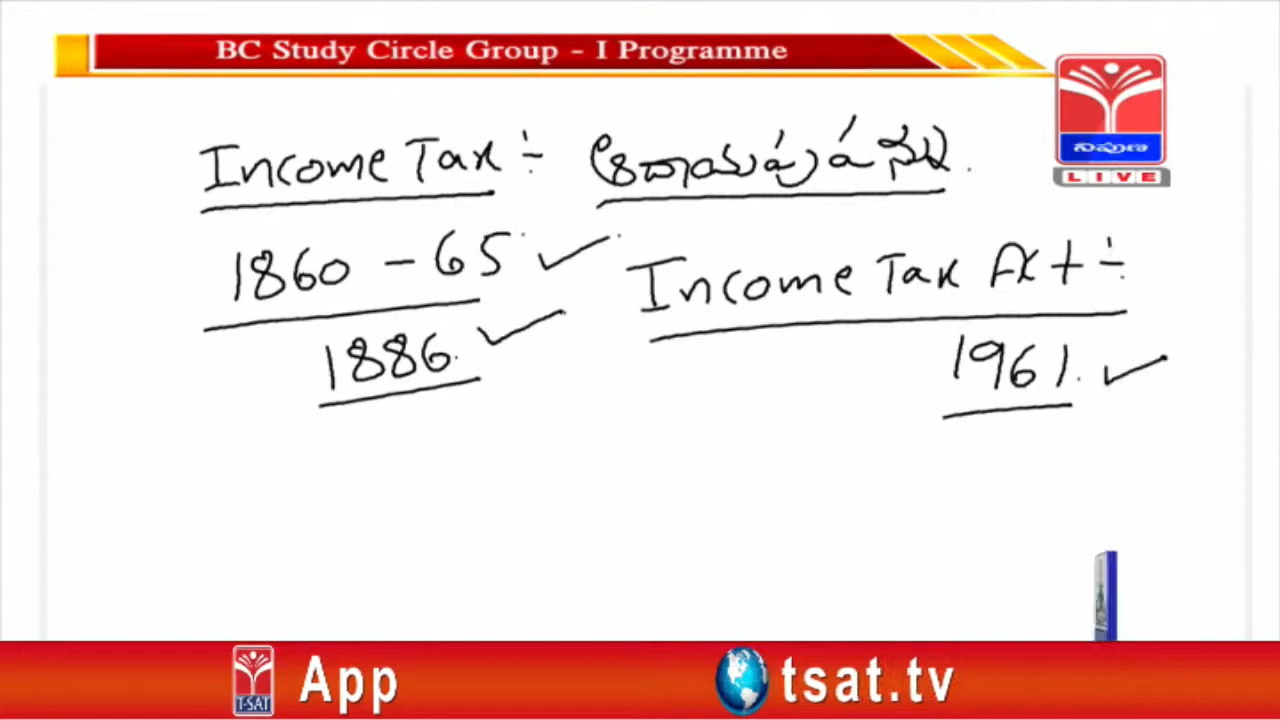 BC Study Circle Group - I Programme
Income Tax :- ఆదాయపు పన్ను.
1860 - 65 ✓
Income Tax Act :-
1886. ✓
1961. ✓
నిపుణ
LIVE
T-SAT
App
tsat.tv